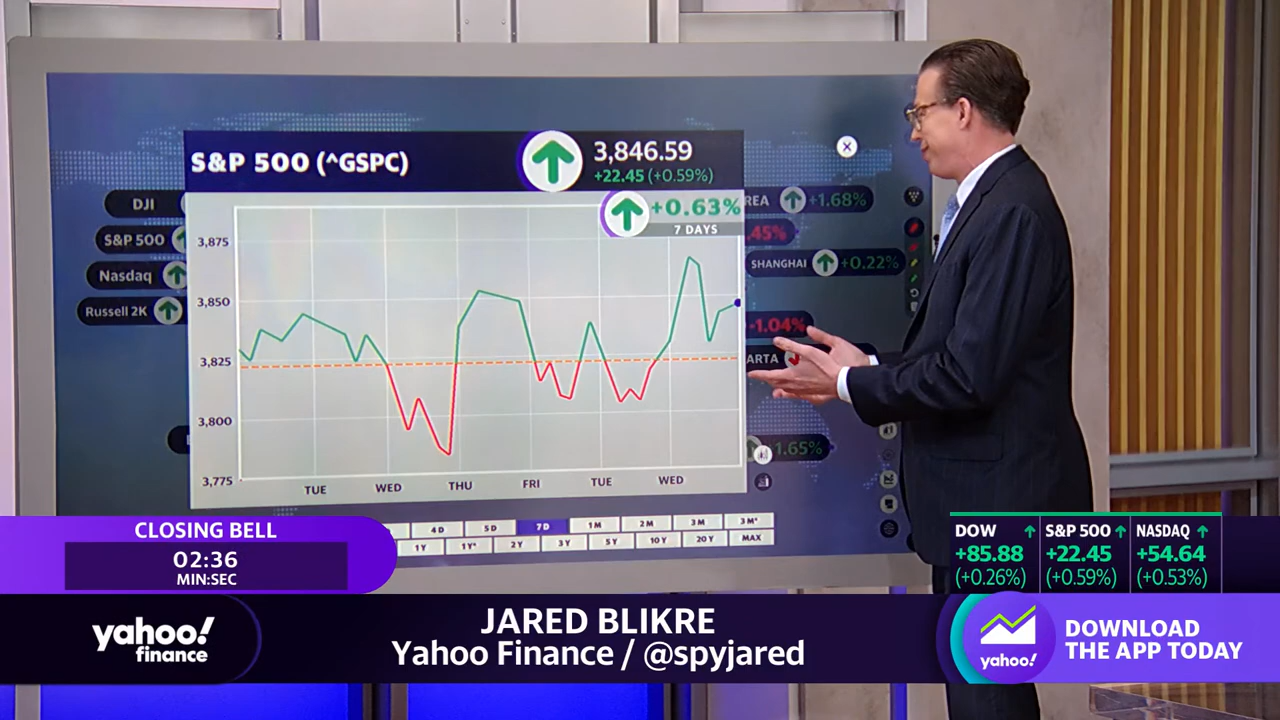 S&P 500 (^GSPC)
3,846.59
+22.45 (+0.59%)
+0.63%
7 DAYS
3,875
3,850
3,825
3,800
3,775
TUE
WED
THU
FRI
TUE
WED
DJI
S&P 500
Nasdaq
Russell 2K
REA
+1.68%
.45%
SHANGHAI
+0.22%
-1.04%
ARTA
1.65%
4D
5D
7D
1M
2M
3M
3M*
1Y
1Y*
2Y
3Y
5Y
10Y
20Y
MAX
CLOSING BELL
02:36
MIN:SEC
DOW
+85.88
(+0.26%)
S&P 500
+22.45
(+0.59%)
NASDAQ
+54.64
(+0.53%)
yahoo!
finance
JARED BLIKRE
Yahoo Finance / @spyjared
yahoo!
DOWNLOAD
THE APP TODAY